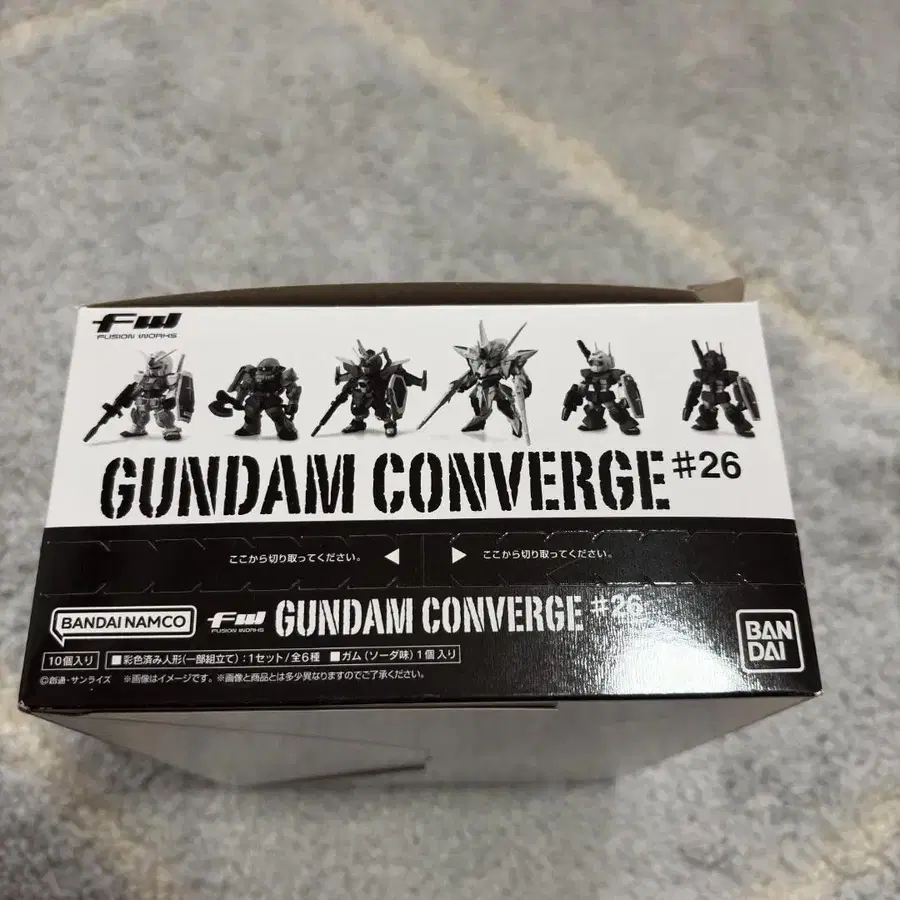 FW
FUSION WORKS
GUNDAM CONVERGE #26
ここから切り取ってください。 ◀ ▶ ここから切り取ってください。
BANDAI NAMCO FW FUSION WORKS GUNDAM CONVERGE #26
BAN
DAI
10個入り ■彩色済み人形(一部組立て):1セット/全6種 ■ガム(ソーダ味)1個入り
©創通・サンライズ ※画像はイメージです。 ※画像と商品とは多少異なりますのでご了承ください。